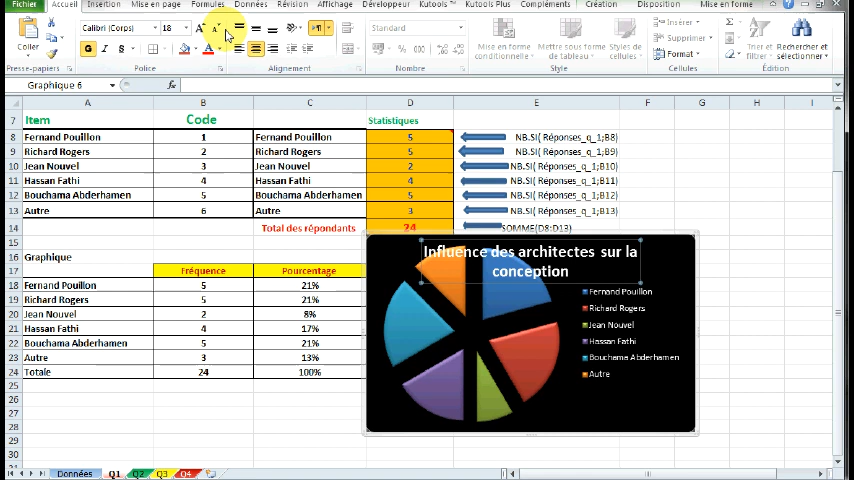 Fichier Accueil Insertion Mise en page Formules Données Révision Affichage Développeur Kutools ™ Kutools Plus Compléments Création Disposition Mise en forme
Coller
Calibri (Corps) 18
G I S
Standard
% 000
Mise en forme conditionnelle
Mettre sous forme de tableau
Styles de cellules
Insérer
Supprimer
Format
Trier et filtrer
Rechercher et sélectionner
Presse-papiers Police Alignement Nombre Style Cellules Édition
Graphique 6 fx
A B C D E F G H I
7 Item Code Statistiques
8 Fernand Pouillon 1 Fernand Pouillon 5 NB.SI( Réponses_q_1;B8)
9 Richard Rogers 2 Richard Rogers 5 NB.SI( Réponses_q_1;B9)
10 Jean Nouvel 3 Jean Nouvel 2 NB.SI( Réponses_q_1;B10)
11 Hassan Fathi 4 Hassan Fathi 4 NB.SI( Réponses_q_1;B11)
12 Bouchama Abderhamen 5 Bouchama Abderhamen 5 NB.SI( Réponses_q_1;B12)
13 Autre 6 Autre 3 NB.SI( Réponses_q_1;B13)
14 Total des répondants 24 SOMME(D8:D13)
15
16 Graphique
17 Fréquence Pourcentage
18 Fernand Pouillon 5 21%
19 Richard Rogers 5 21%
20 Jean Nouvel 2 8%
21 Hassan Fathi 4 17%
22 Bouchama Abderhamen 5 21%
23 Autre 3 13%
24 Totale 24 100%
25
26
27
28
29
30
Influence des architectes sur la
conception
Fernand Pouillon
Richard Rogers
Jean Nouvel
Hassan Fathi
Bouchama Abderhamen
Autre
Données Q1 Q2 Q3 Q4